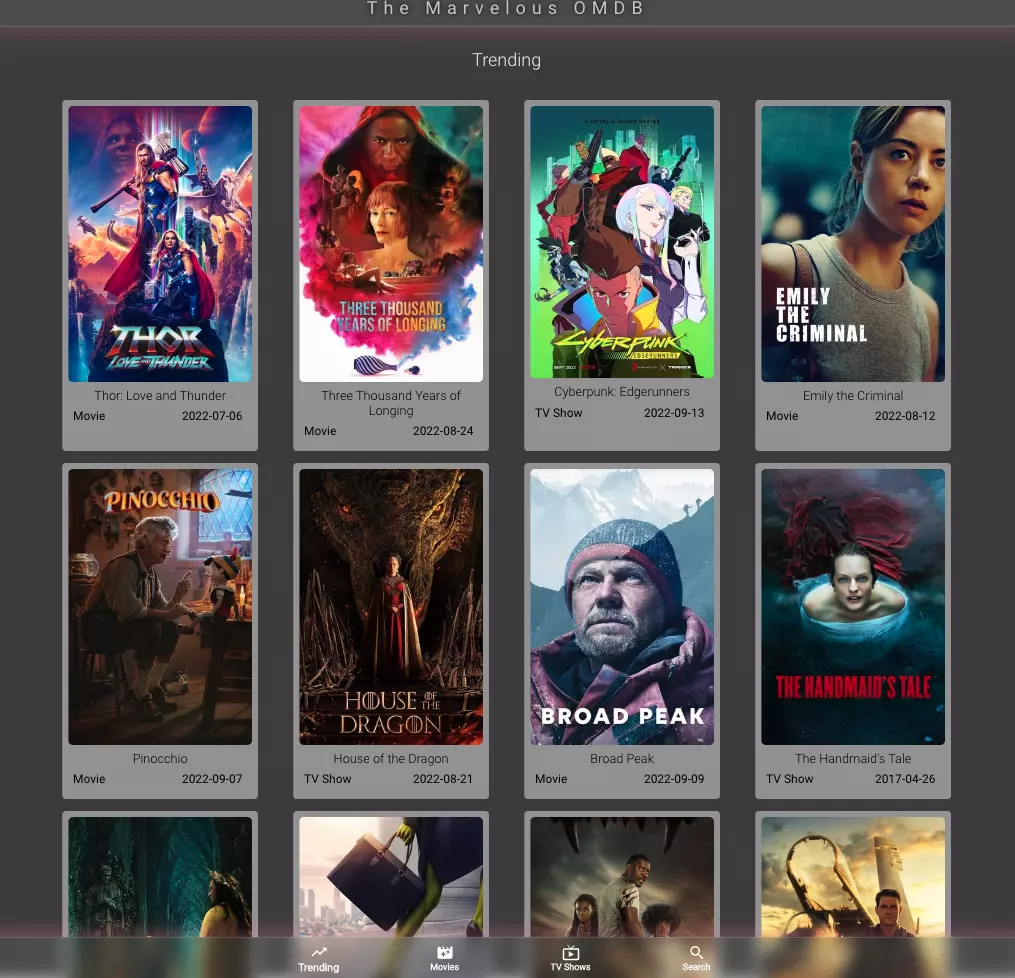 The Marvelous OMDB
Trending
THOR
LOVE AND THUNDER
Thor: Love and Thunder
Movie 2022-07-06
THREE THOUSAND
YEARS OF LONGING
Three Thousand Years of
Longing
Movie 2022-08-24
A NETFLIX ANIME SERIES
Cyberpunk
EDGERUNNERS
SEPT 2022
Cyberpunk: Edgerunners
TV Show 2022-09-13
EMILY
THE
CRIMINAL
Emily the Criminal
Movie 2022-08-12
PINOCCHIO
Pinocchio
Movie 2022-09-07
HOUSE OF THE
DRAGON
House of the Dragon
TV Show 2022-08-21
BROAD PEAK
Broad Peak
Movie 2022-09-09
THE HANDMAID'S TALE
The Handmaid's Tale
TV Show 2017-04-26
Trending
Movies
TV Shows
Search